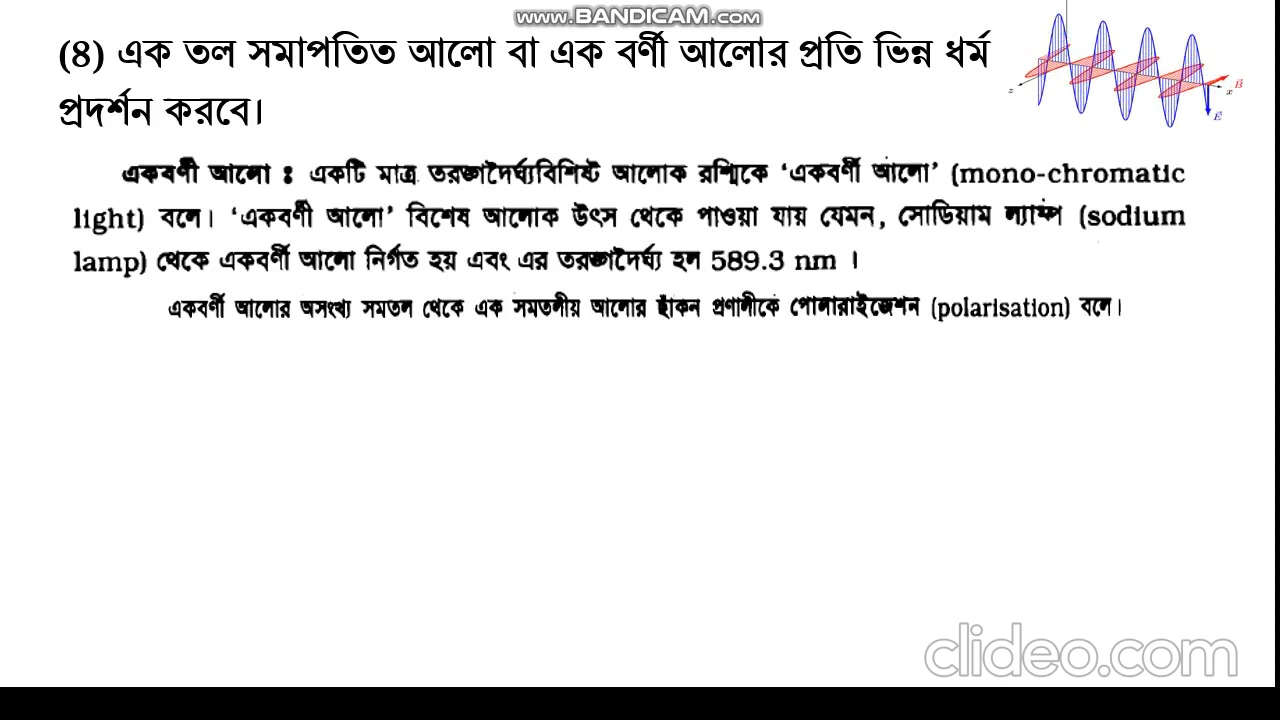 www.BANDICAM.com
(8) এক তল সমাপতিত আলো বা এক বর্ণী আলোর প্রতি ভিন্ন ধর্ম
প্রদর্শন করবে।
z
x
B
E
একবর্ণী আলো : একটি মাত্র তরঙ্গদৈর্ঘ্যবিশিষ্ট আলোক রশ্মিকে ‘একবর্ণী আলো’ (mono-chromatic
light) বলে। ‘একবর্ণী আলো’ বিশেষ আলোক উৎস থেকে পাওয়া যায় যেমন, সোডিয়াম ল্যাম্প (sodium
lamp) থেকে একবর্ণী আলো নির্গত হয় এবং এর তরঙ্গদৈর্ঘ্য হল 589.3 nm ।
একবর্ণী আলোর অসংখ্য সমতল থেকে এক সমতলীয় আলোর ছাঁকন প্রণালীকে পোলারাইজেশন (polarisation) বলে।
clideo.com